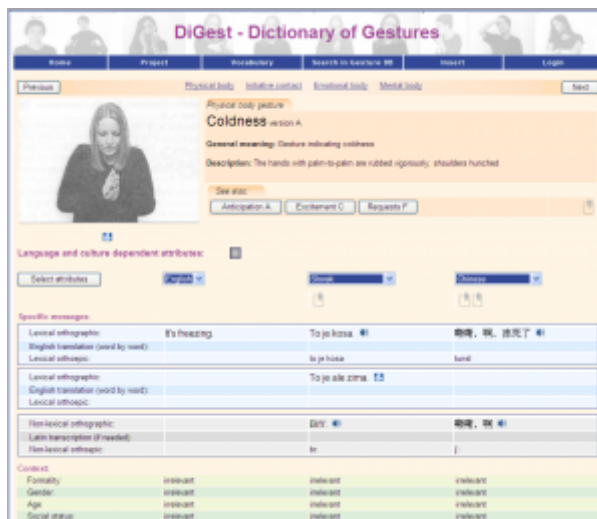 DiGest - Dictionary of Gestures
Home Project Vocabulary Search in Gesture DB Insert Login
Previous Physical body Initiative contact Emotional body Mental body Next
Physical body gesture
Coldness version A
General meaning: Gesture indicating coldness
Description: The hands with palm-to-palm are rubbed vigorously; shoulders hunched
See also:
Anticipation A Excitement C Requests F
Language and culture dependent attributes:
Select attributes English Slovak Chinese
Specific messages:
Lexical orthographic: It's freezing. To je kosa.
English translation (word by word):
Lexical orthoepic: to je kosa
Lexical orthographic: To je ale zima.
English translation (word by word):
Lexical orthoepic:
Non-lexical orthographic:
Latin transcription (if needed):
Non-lexical orthoepic:
Context:
Formality: irrelevant irrelevant irrelevant
Gender: irrelevant irrelevant irrelevant
Age: irrelevant irrelevant irrelevant
Social status: irrelevant irrelevant irrelevant